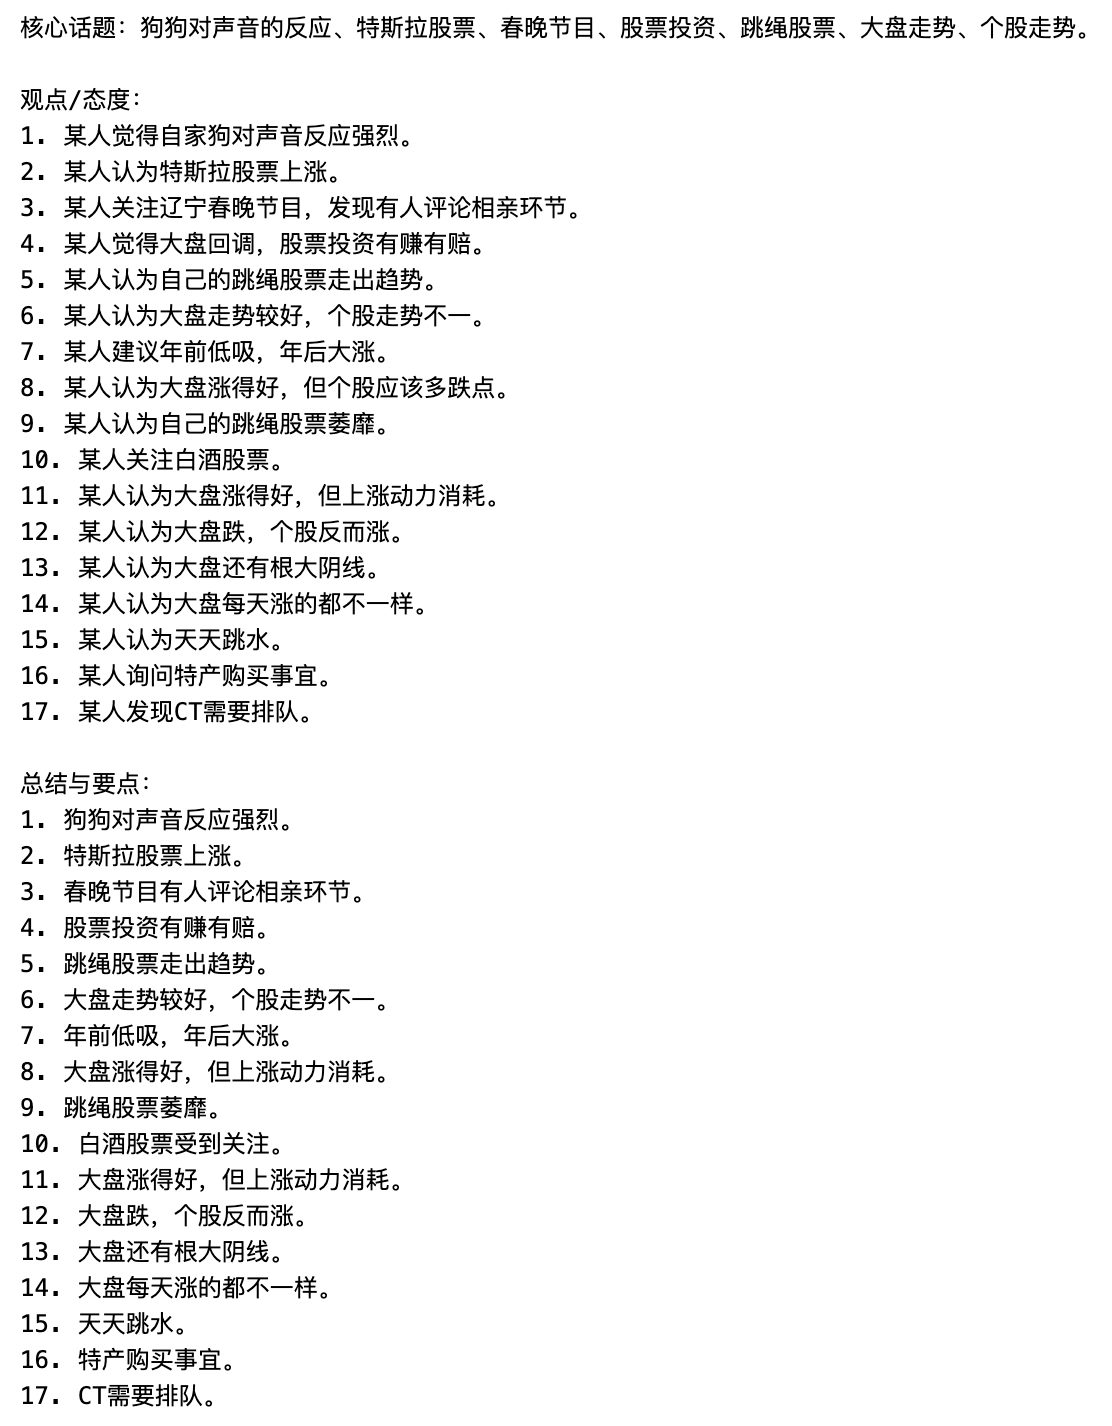 核心话题：狗狗对声音的反应、特斯拉股票、春晚节目、股票投资、跳绳股票、大盘走势、个股走势。
观点/态度：
1. 某人觉得自家狗对声音反应强烈。
2. 某人认为特斯拉股票上涨。
3. 某人关注辽宁春晚节目，发现有人评论相亲环节。
4. 某人觉得大盘回调，股票投资有赚有赔。
5. 某人认为自己的跳绳股票走出趋势。
6. 某人认为大盘走势较好，个股走势不一。
7. 某人建议年前低吸，年后大涨。
8. 某人认为大盘涨得好，但个股应该多跌点。
9. 某人认为自己的跳绳股票萎靡。
10. 某人关注白酒股票。
11. 某人认为大盘涨得好，但上涨动力消耗。
12. 某人认为大盘跌，个股反而涨。
13. 某人认为大盘还有根大阴线。
14. 某人认为大盘每天涨的都不一样。
15. 某人认为天天跳水。
16. 某人询问特产购买事宜。
17. 某人发现CT需要排队。
总结与要点：
1. 狗狗对声音反应强烈。
2. 特斯拉股票上涨。
3. 春晚节目有人评论相亲环节。
4. 股票投资有赚有赔。
5. 跳绳股票走出趋势。
6. 大盘走势较好，个股走势不一。
7. 年前低吸，年后大涨。
8. 大盘涨得好，但上涨动力消耗。
9. 跳绳股票萎靡。
10. 白酒股票受到关注。
11. 大盘涨得好，但上涨动力消耗。
12. 大盘跌，个股反而涨。
13. 大盘还有根大阴线。
14. 大盘每天涨的都不一样。
15. 天天跳水。
16. 特产购买事宜。
17. CT需要排队。